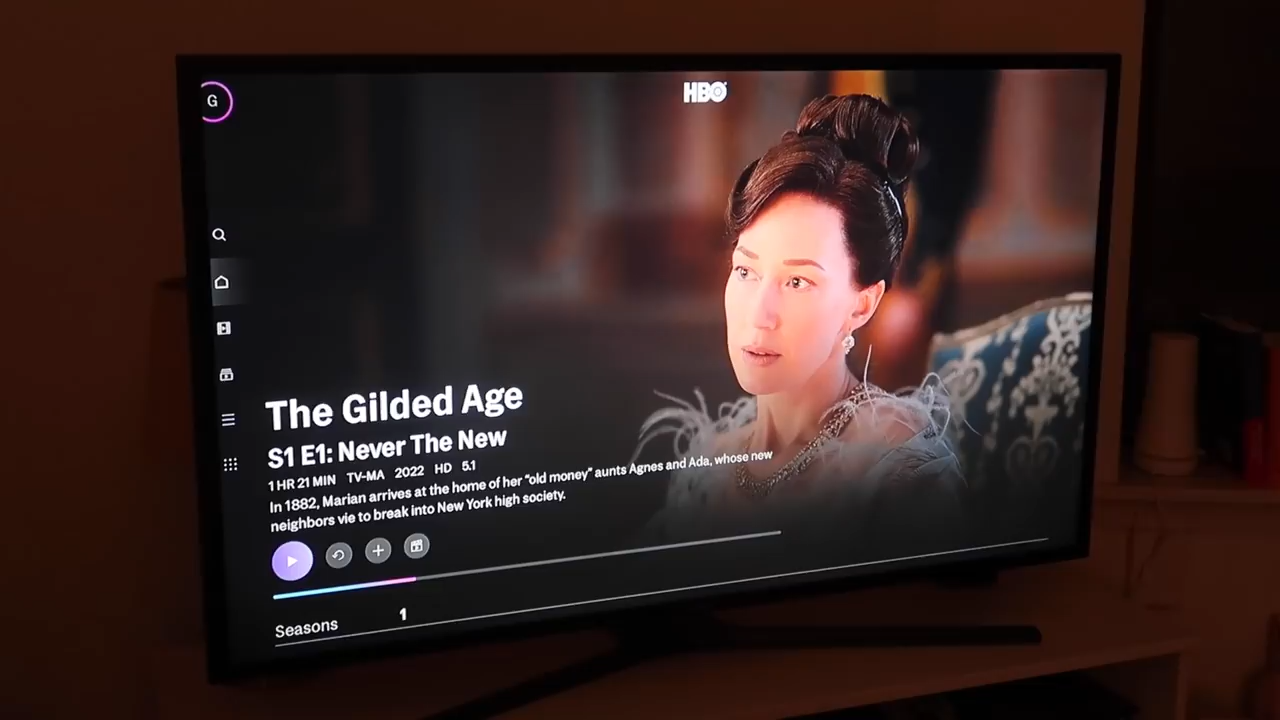 G
HBO
The Gilded Age
S1 E1: Never The New
1 HR 21 MIN TV-MA 2022 HD 5.1
In 1882, Marian arrives at the home of her “old money” aunts Agnes and Ada, whose new
neighbors vie to break into New York high society.
Seasons 1